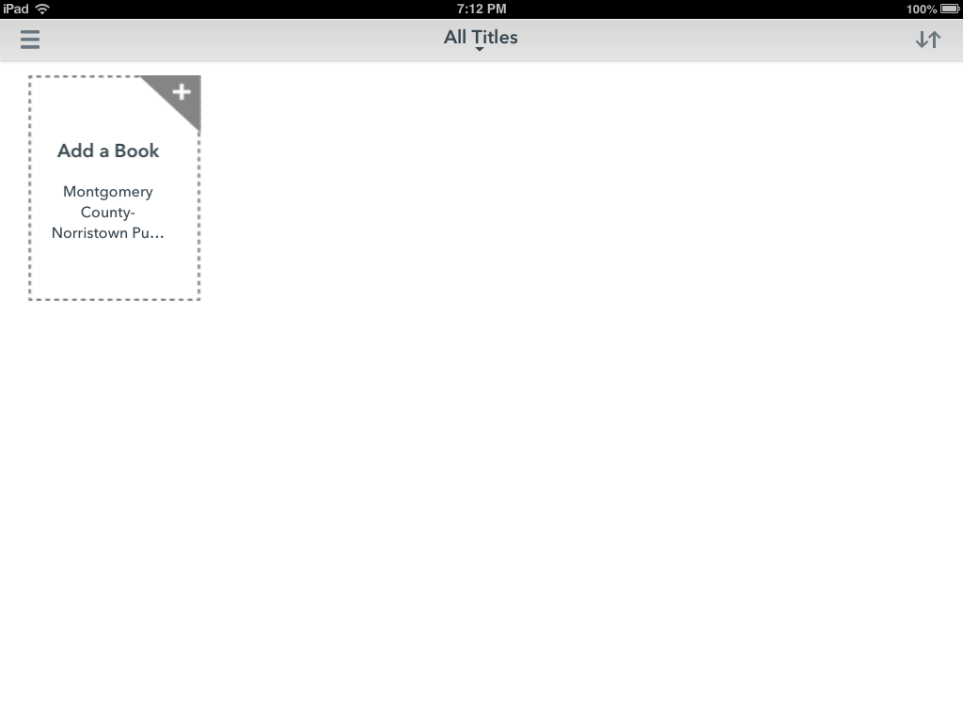 iPad 7:12 PM 100%
All Titles
Add a Book
Montgomery
County-
Norristown Pu...